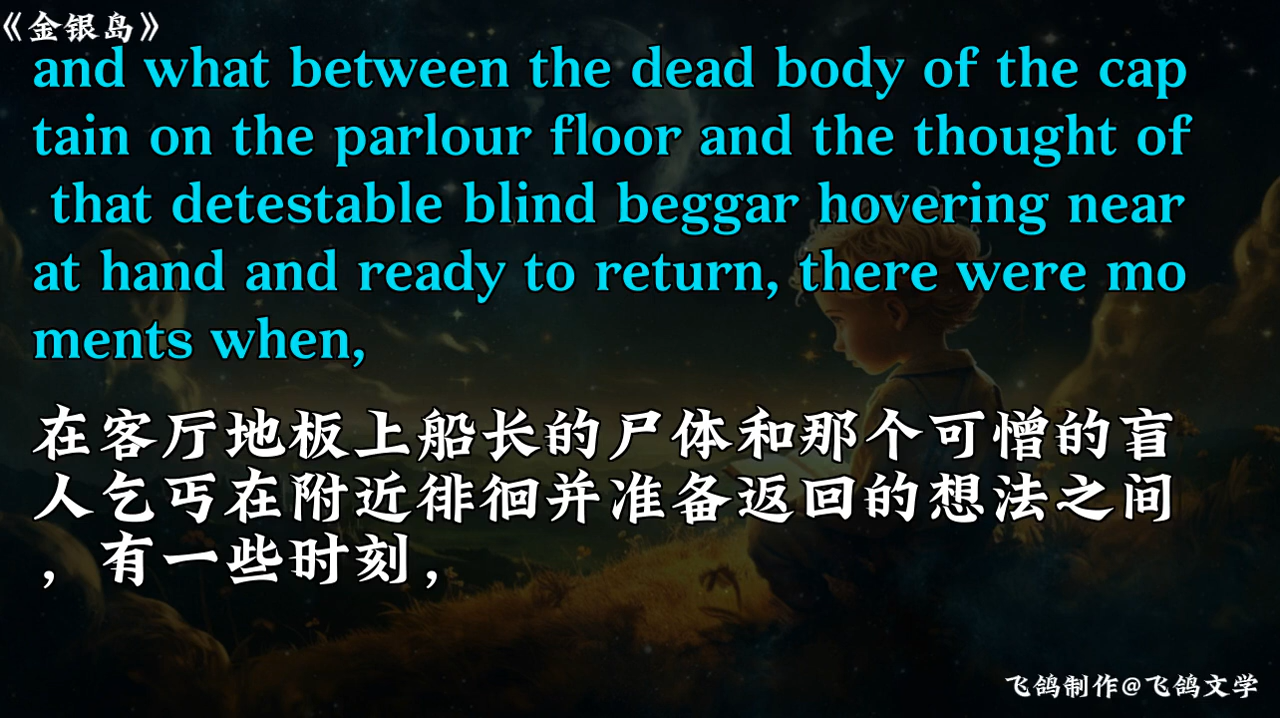 《金银岛》
and what between the dead body of the cap
tain on the parlour floor and the thought of
that detestable blind beggar hovering near
at hand and ready to return, there were mo
ments when,
在客厅地板上船长的尸体和那个可憎的盲
人乞丐在附近徘徊并准备返回的想法之间
，有一些时刻，
飞鸽制作@飞鸽文学